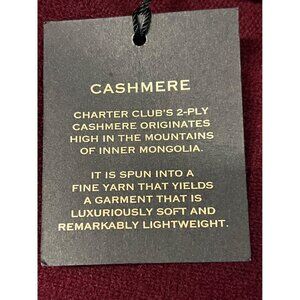 CASHMERE
CHARTER CLUB'S 2-PLY
CASHMERE ORIGINATES
HIGH IN THE MOUNTAINS
OF INNER MONGOLIA.
IT IS SPUN INTO A
FINE YARN THAT YIELDS
A GARMENT THAT IS
LUXURIOUSLY SOFT AND
REMARKABLY LIGHTWEIGHT.